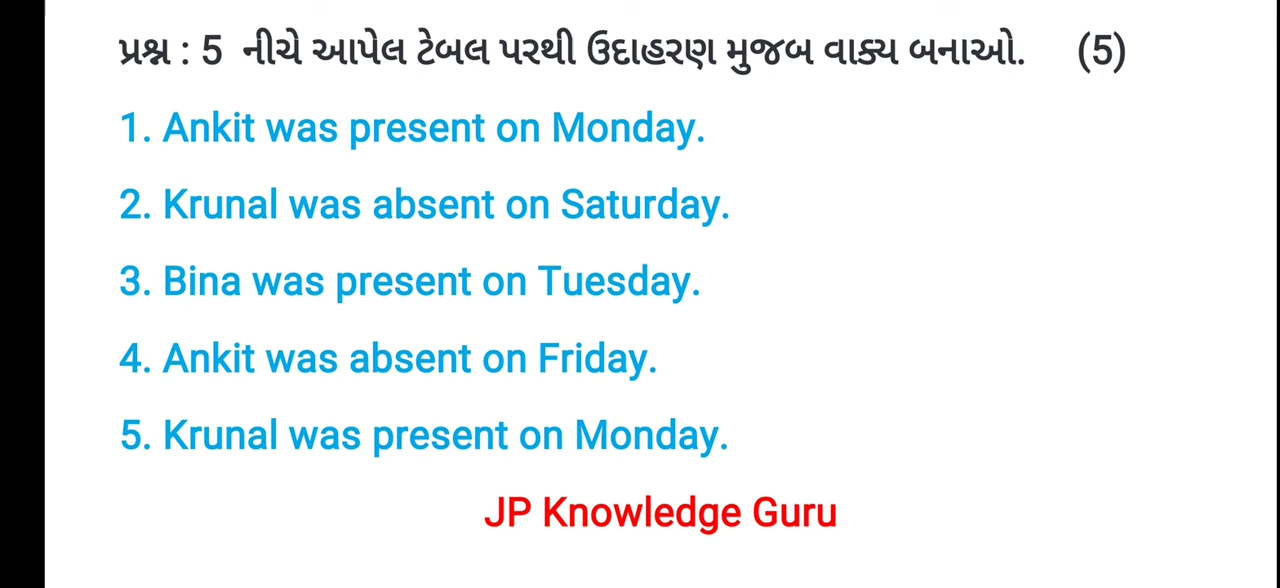 પ્રશ્ન : 5 નીચે આપેલ ટેબલ પરથી ઉદાહરણ મુજબ વાક્ય બનાઓ. (5)
1. Ankit was present on Monday.
2. Krunal was absent on Saturday.
3. Bina was present on Tuesday.
4. Ankit was absent on Friday.
5. Krunal was present on Monday.
JP Knowledge Guru